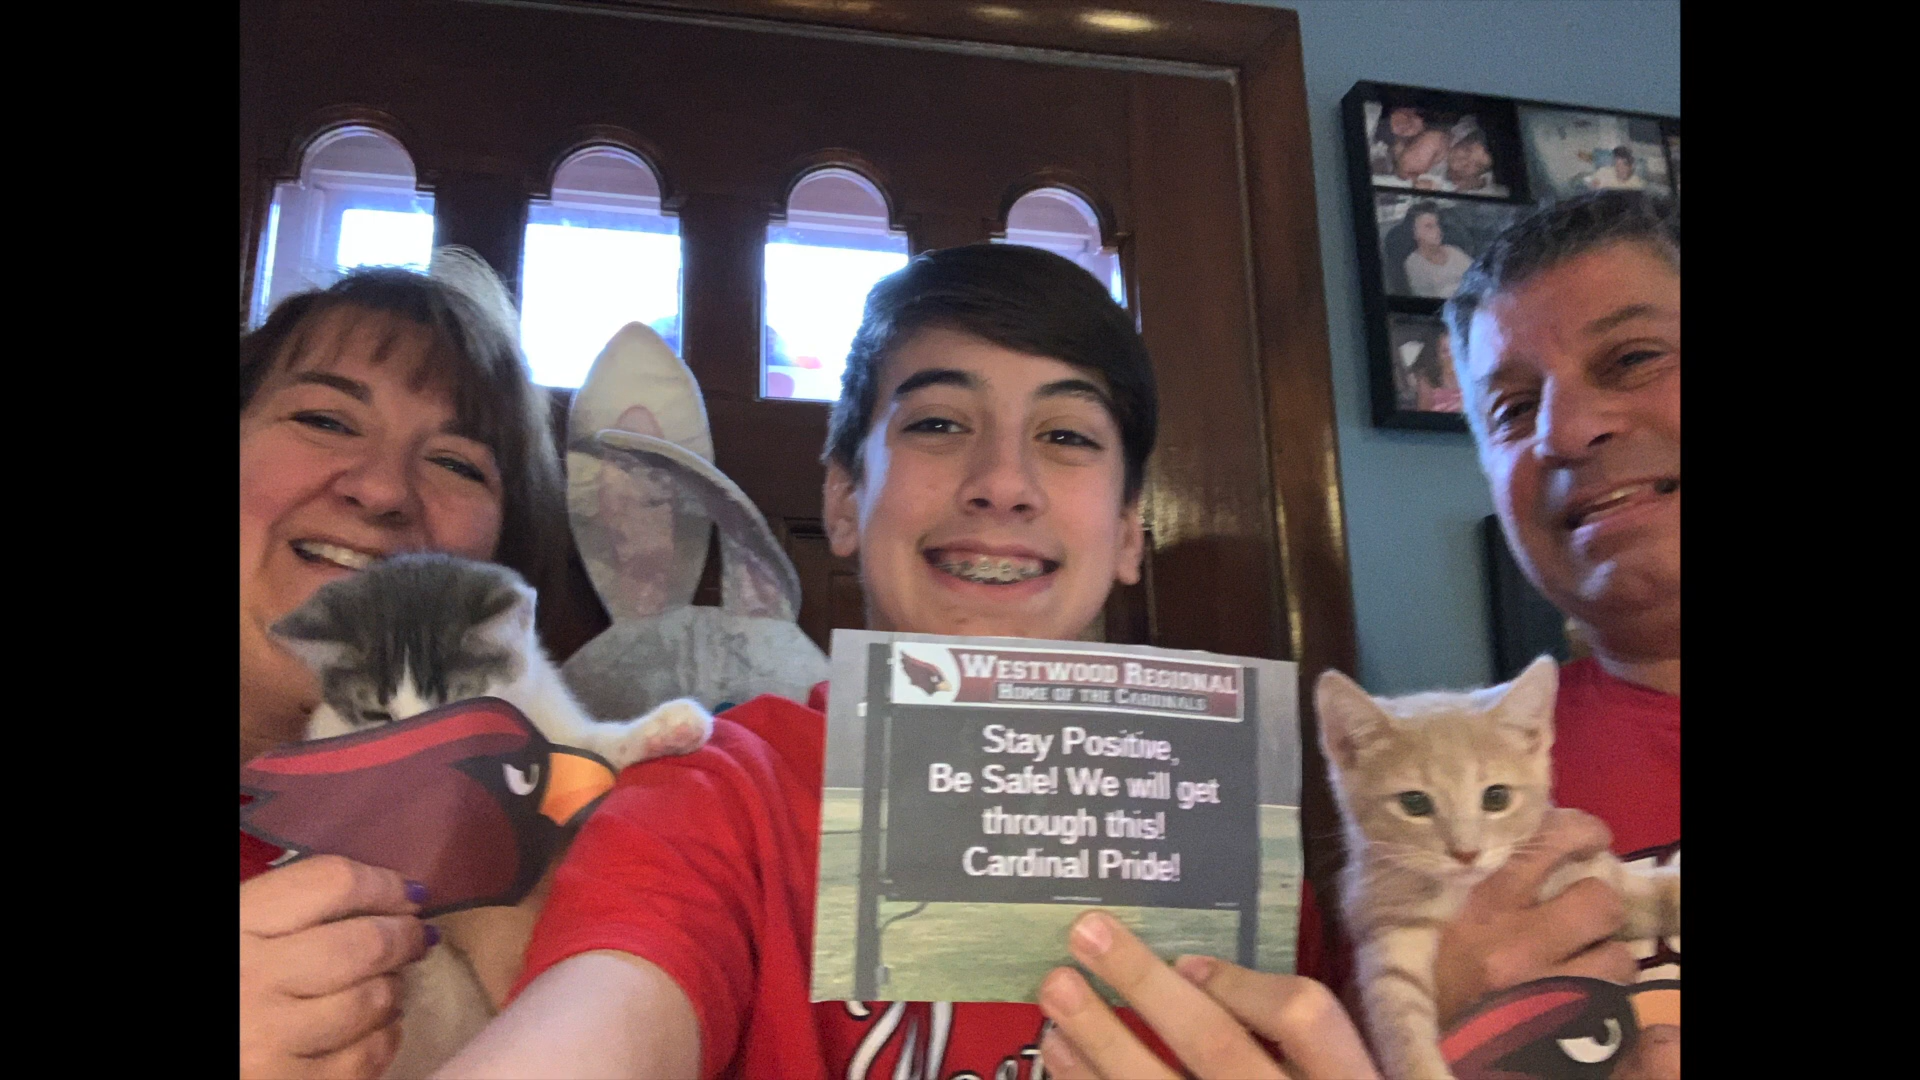 WESTWOOD REGIONAL
HOME OF THE CARDINALS
Stay Positive,
Be Safe! We will get
through this!
Cardinal Pride!